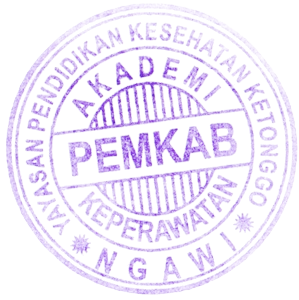 YAYASAN PENDIDIKAN KESEHATAN KETONGGO
AKADEMI
PEMKAB
KEPERAWATAN
NGAWI